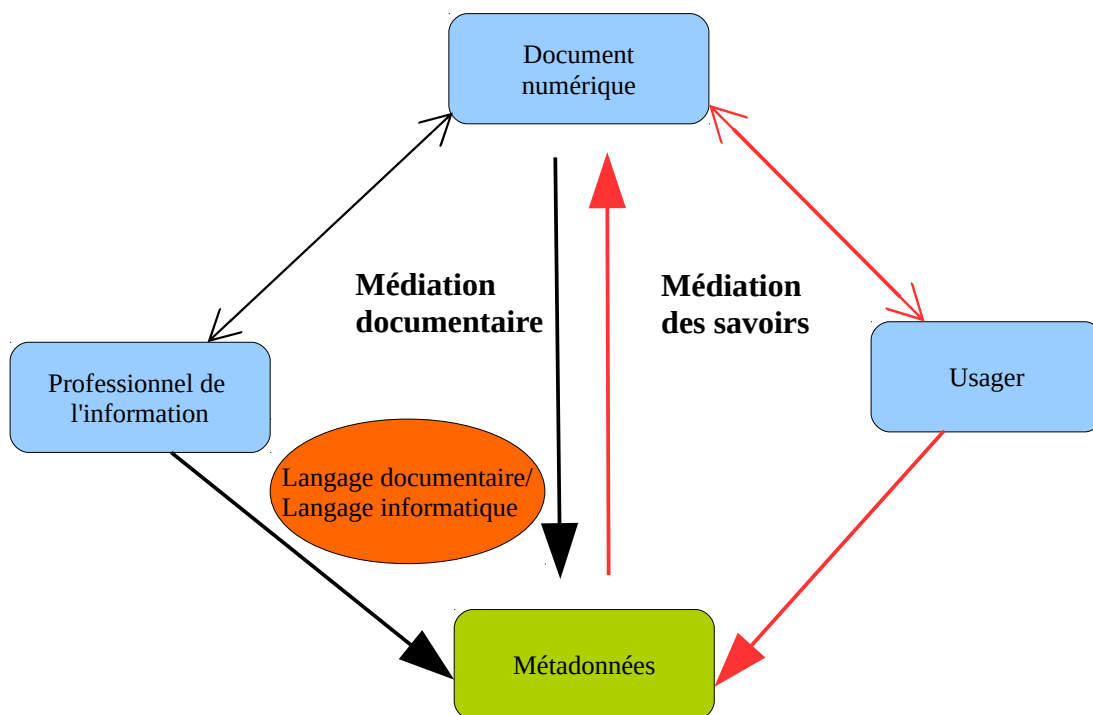 Document
numérique
Médiation
documentaire
Médiation
des savoirs
Professionnel de
l'information
Usager
Langage documentaire/
Langage informatique
Métadonnées